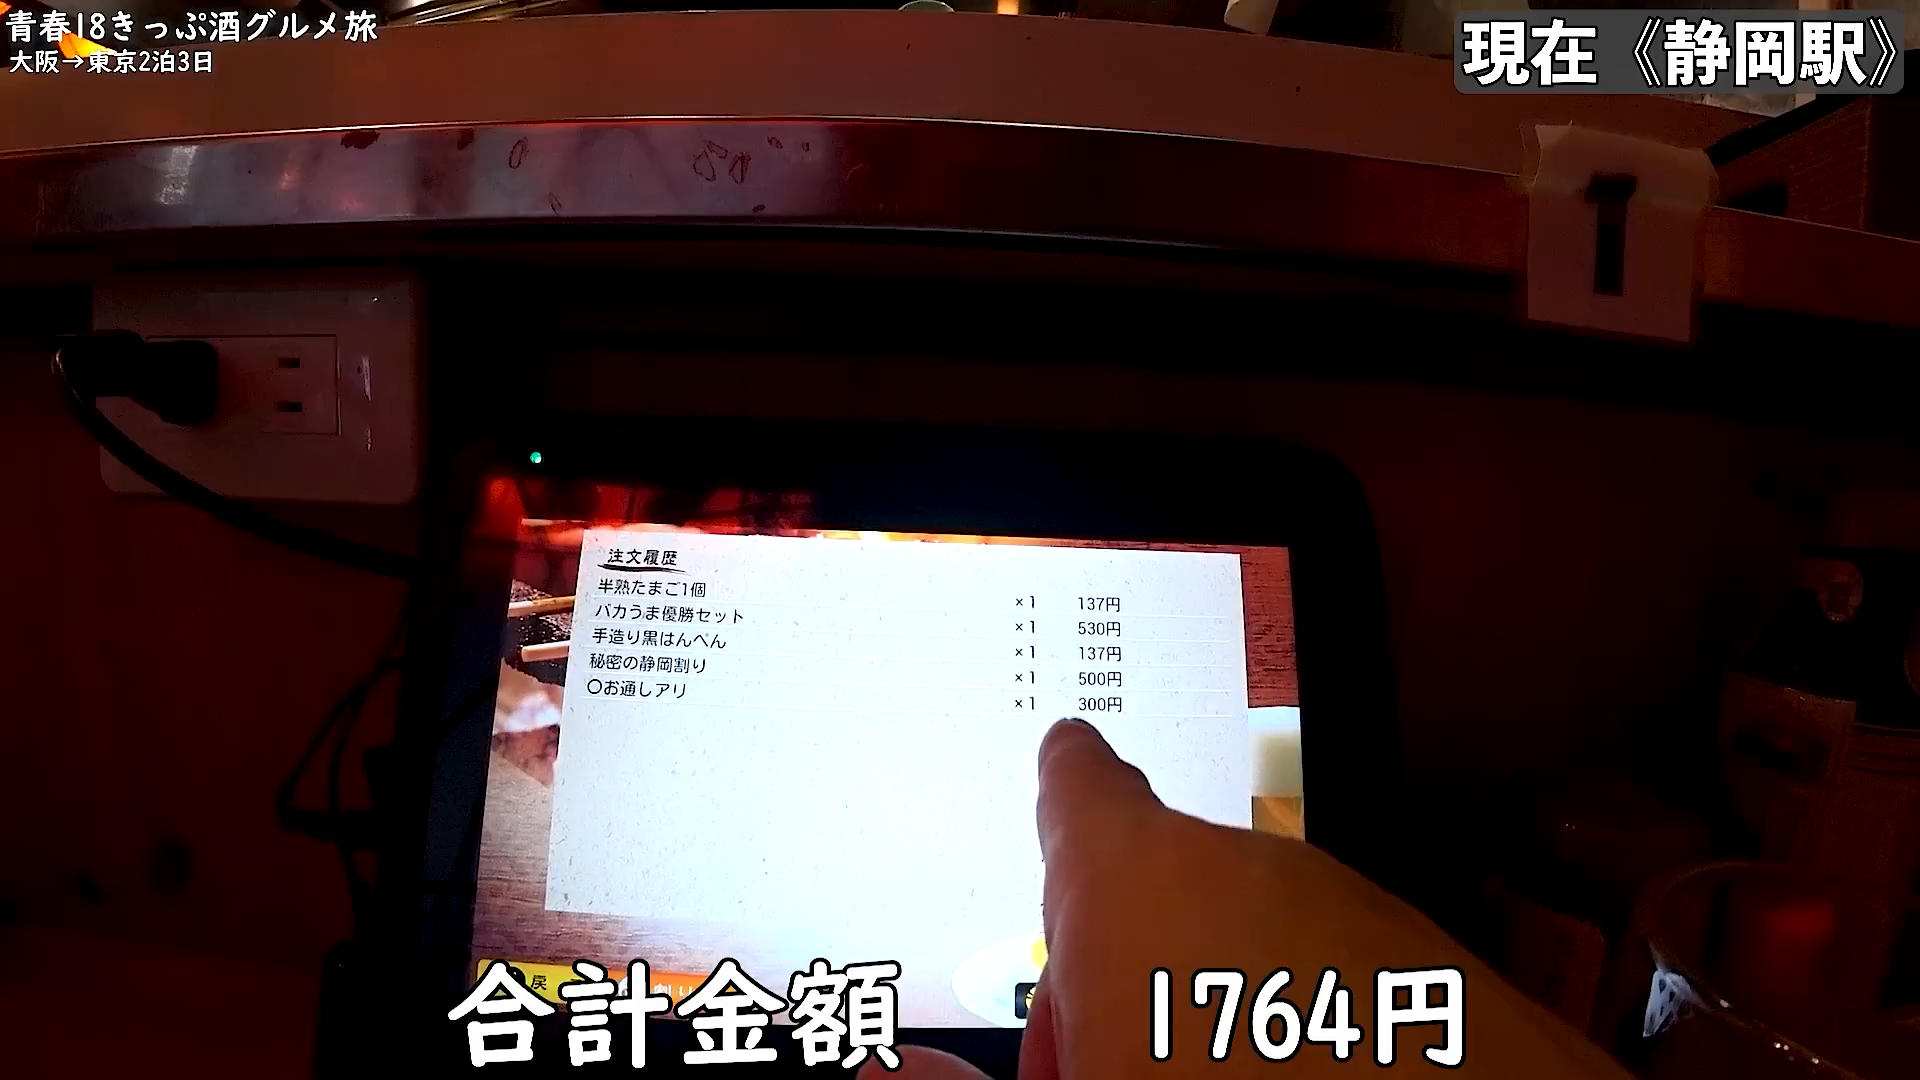 青春18きっぷ酒グルメ旅
大阪→東京2泊3日
現在《静岡駅》
1
注文履歴
半熟たまご1個 ×1 137円
バカうま優勝セット ×1 530円
手造り黒はんぺん ×1 137円
秘密の静岡割り ×1 500円
〇お通しアリ ×1 300円
戻
割り
合計金額 1764円